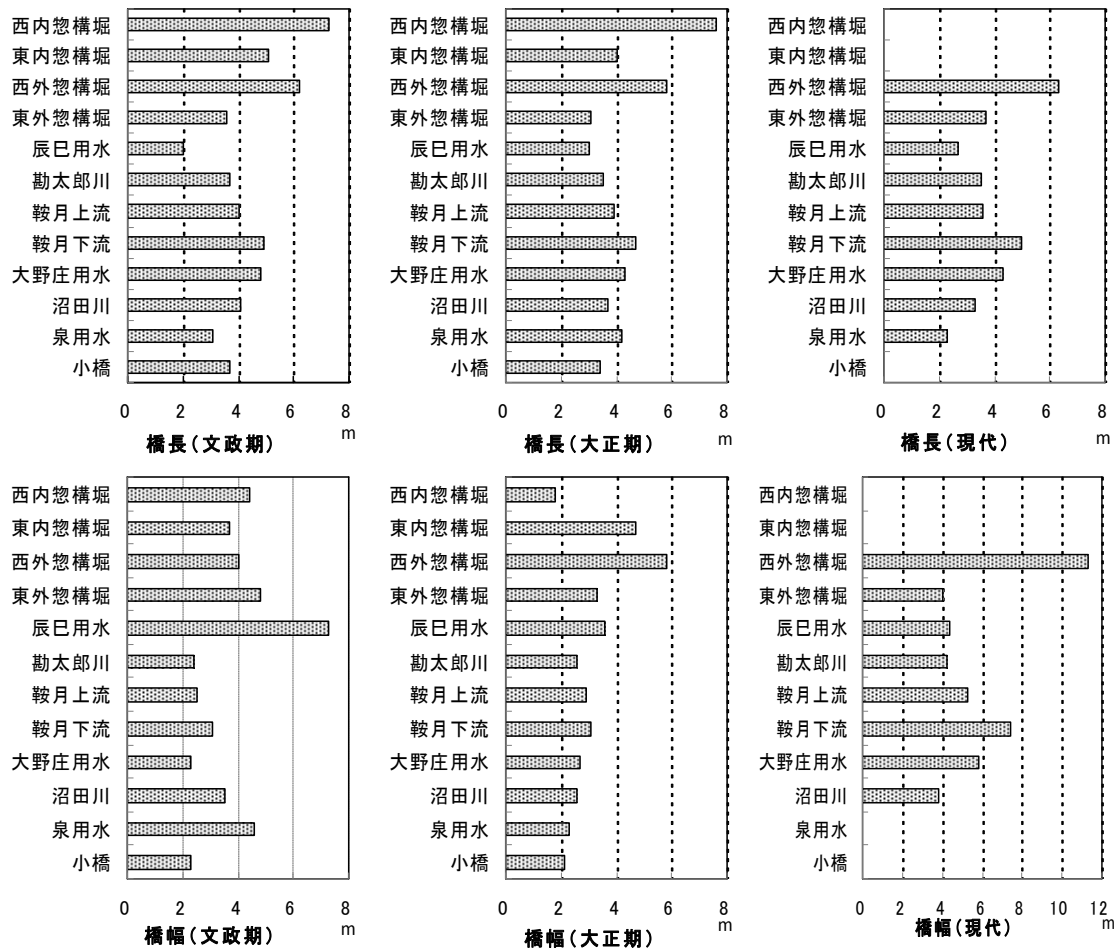 西内惣構堀
東内惣構堀
西外惣構堀
東外惣構堀
辰巳用水
勘太郎川
鞍月上流
鞍月下流
大野庄用水
沼田川
泉用水
小橋
0 2 4 6 8
m
橋長(文政期)
西内惣構堀
東内惣構堀
西外惣構堀
東外惣構堀
辰巳用水
勘太郎川
鞍月上流
鞍月下流
大野庄用水
沼田川
泉用水
小橋
0 2 4 6 8
m
橋長(大正期)
西内惣構堀
東内惣構堀
西外惣構堀
東外惣構堀
辰巳用水
勘太郎川
鞍月上流
鞍月下流
大野庄用水
沼田川
泉用水
小橋
0 2 4 6 8
m
橋長(現代)
西内惣構堀
東内惣構堀
西外惣構堀
東外惣構堀
辰巳用水
勘太郎川
鞍月上流
鞍月下流
大野庄用水
沼田川
泉用水
小橋
0 2 4 6 8
m
橋幅(文政期)
西内惣構堀
東内惣構堀
西外惣構堀
東外惣構堀
辰巳用水
勘太郎川
鞍月上流
鞍月下流
大野庄用水
沼田川
泉用水
小橋
0 2 4 6 8
m
橋幅(大正期)
西内惣構堀
東内惣構堀
西外惣構堀
東外惣構堀
辰巳用水
勘太郎川
鞍月上流
鞍月下流
大野庄用水
沼田川
泉用水
小橋
0 2 4 6 8 10 12
m
橋幅(現代)